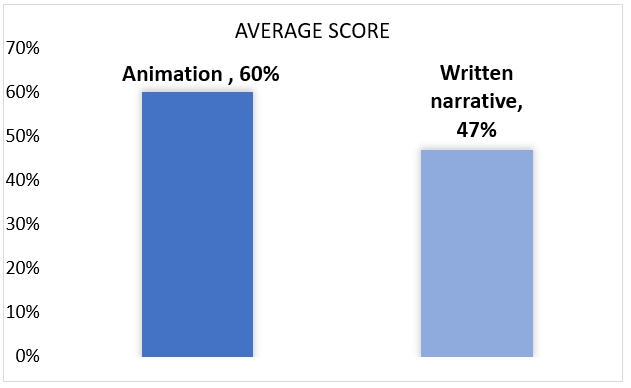 AVERAGE SCORE
70%
60%
50%
40%
30%
20%
10%
0%
Animation , 60%
Written
narrative,
47%